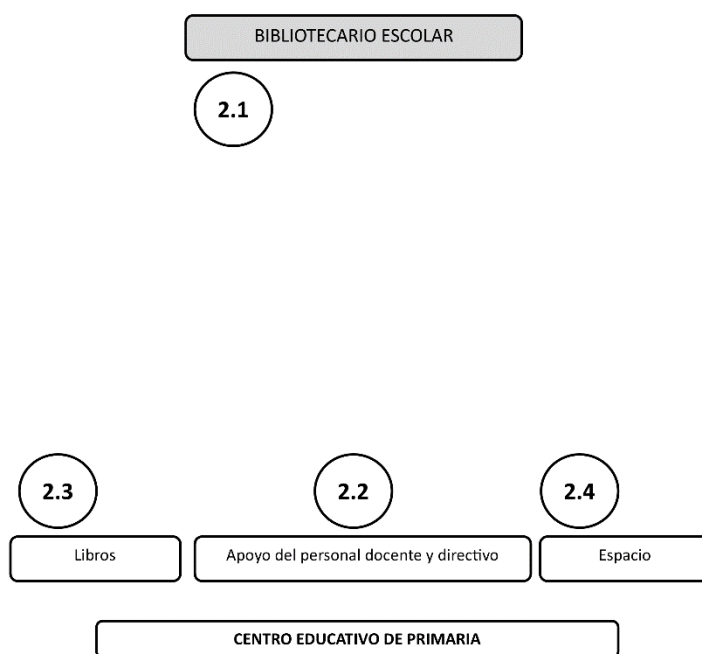 BIBLIOTECARIO ESCOLAR
2.1
2.3
2.2
2.4
Libros
Apoyo del personal docente y directivo
Espacio
CENTRO EDUCATIVO DE PRIMARIA